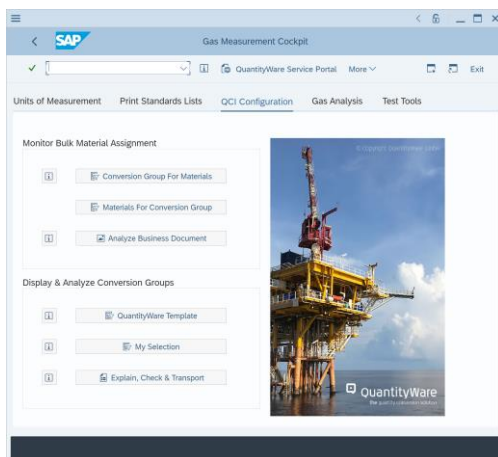 SAP
Gas Measurement Cockpit
QuantityWare Service Portal More Exit
Units of Measurement Print Standards Lists QCI Configuration Gas Analysis Test Tools
Monitor Bulk Material Assignment
Conversion Group For Materials
Materials For Conversion Group
Analyze Business Document
Display & Analyze Conversion Groups
QuantityWare Template
My Selection
Explain, Check & Transport
QuantityWare